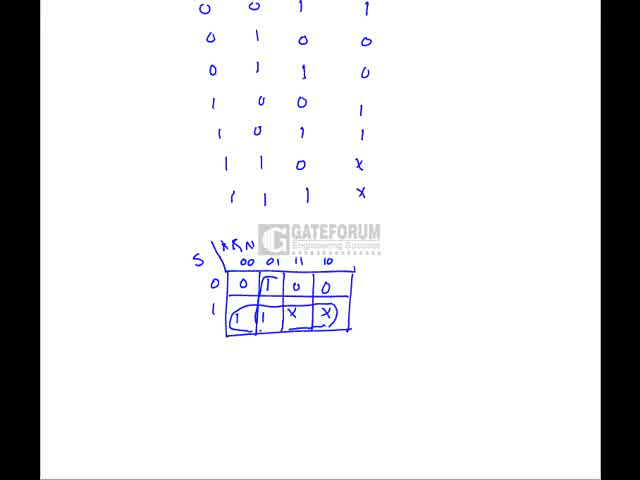 0 0 1 1
0 1 0 0
0 1 1 0
1 0 0 1
1 0 1 1
1 1 0 x
1 1 1 x
GATEFORUM
Engineering Success
S
00 01 11 10
0 0 1 0 0
1 1 1 x x